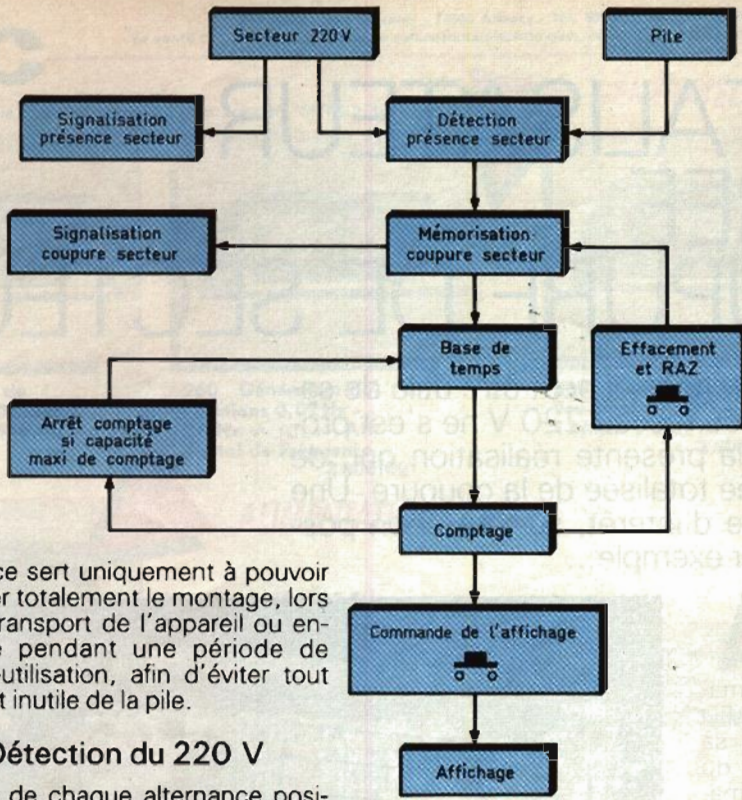 Secteur 220 V
Pile
Signalisation
présence secteur
Détection
présence secteur
Signalisation
coupure secteur
Mémorisation
coupure secteur
Base de
temps
Effacement
et RAZ
Arrêt comptage
si capacité
maxi de comptage
Comptage
Commande de l'affichage
Affichage
ce sert uniquement à pouvoir
er totalement le montage, lors
ransport de l'appareil ou en-
e pendant une période de
utilisation, afin d'éviter tout
t inutile de la pile.
Détection du 220 V
de chaque alternance posi-